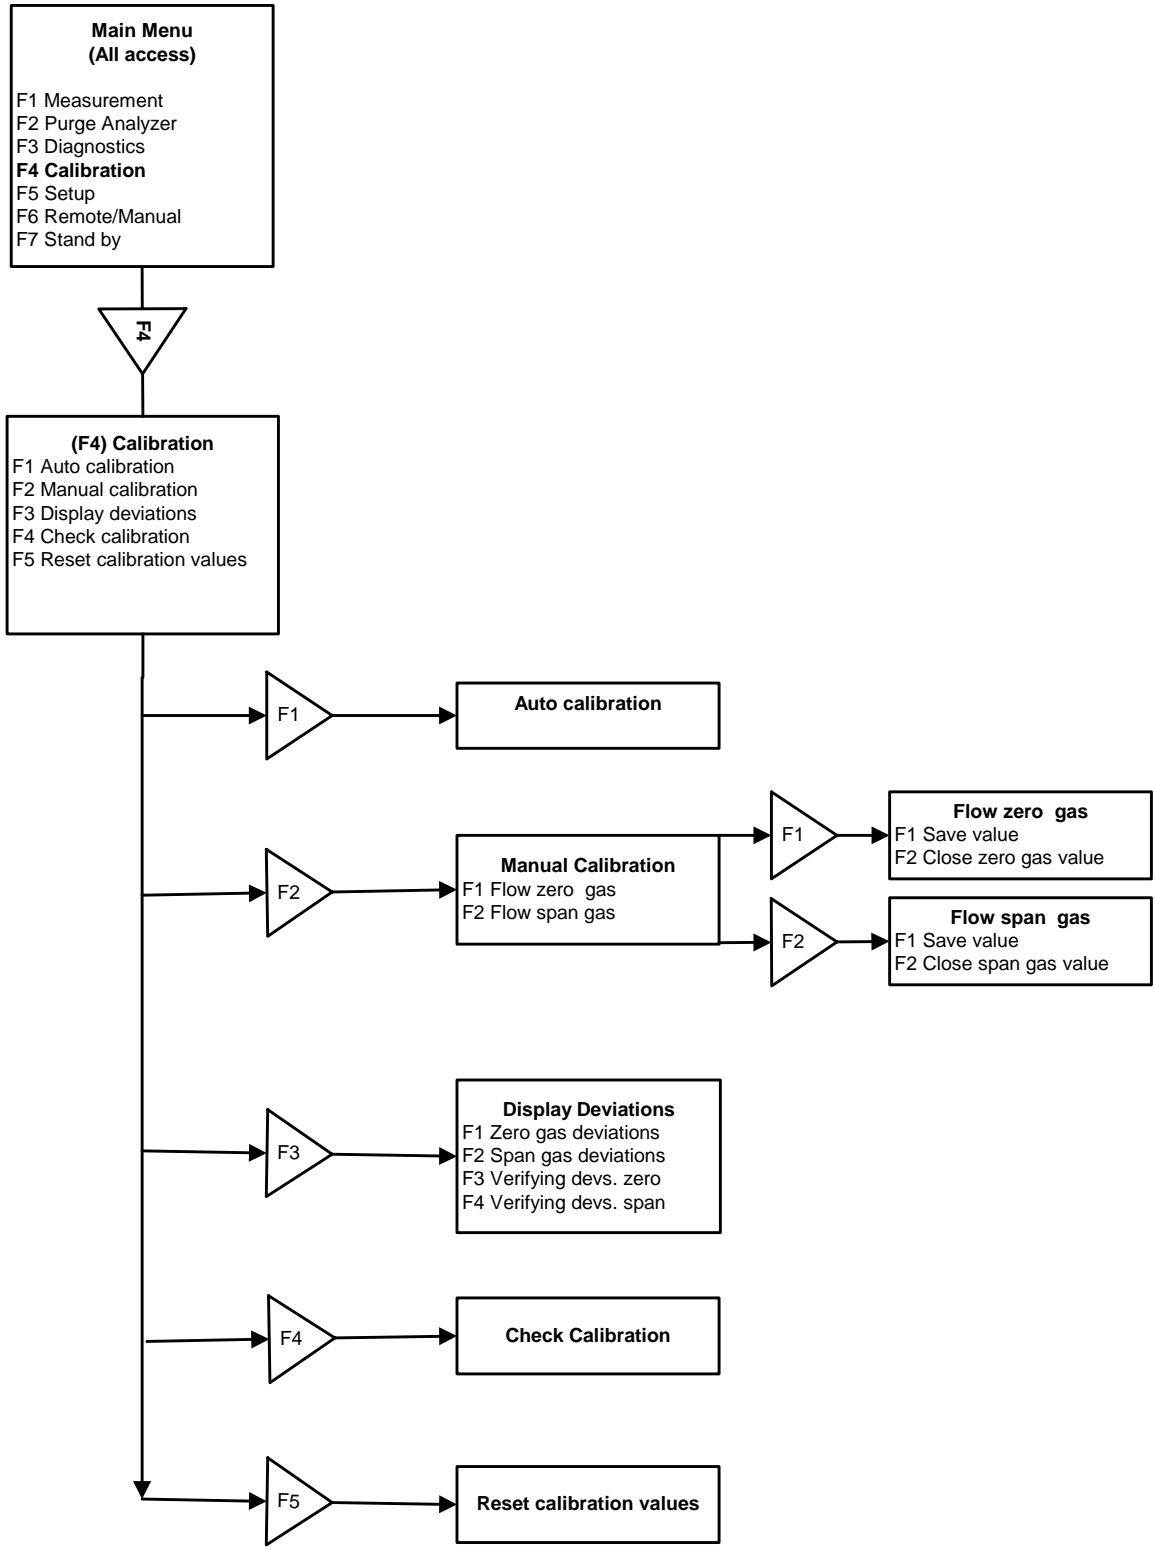 Main Menu
(All access)
F1 Measurement
F2 Purge Analyzer
F3 Diagnostics
F4 Calibration
F5 Setup
F6 Remote/Manual
F7 Stand by
F4
(F4) Calibration
F1 Auto calibration
F2 Manual calibration
F3 Display deviations
F4 Check calibration
F5 Reset calibration values
F1
Auto calibration
F2
Manual Calibration
F1 Flow zero gas
F2 Flow span gas
F1
Flow zero gas
F1 Save value
F2 Close zero gas value
F2
Flow span gas
F1 Save value
F2 Close span gas value
F3
Display Deviations
F1 Zero gas deviations
F2 Span gas deviations
F3 Verifying devs. zero
F4 Verifying devs. span
F4
Check Calibration
F5
Reset calibration values